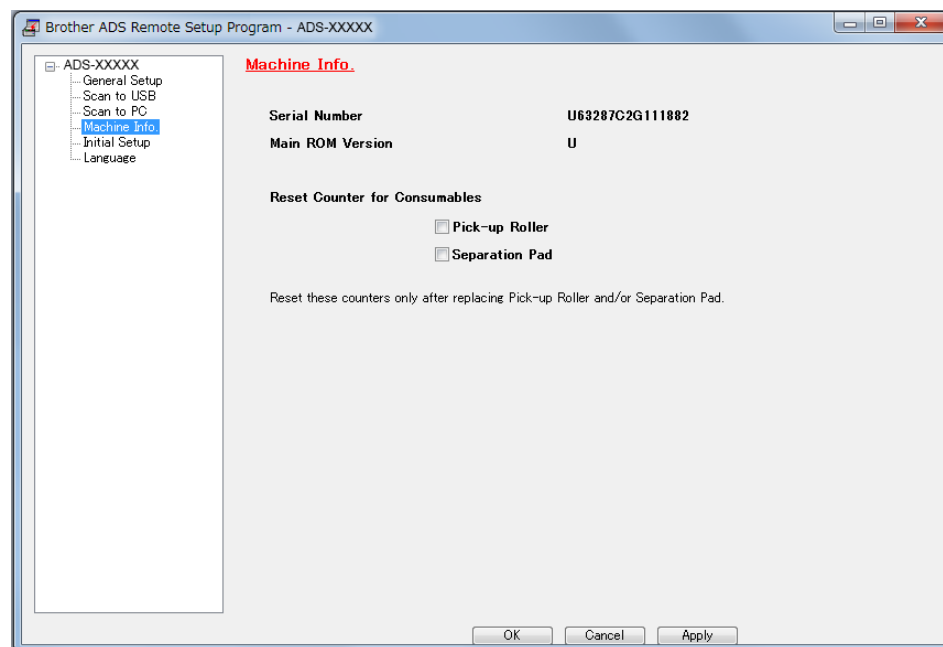 Brother ADS Remote Setup Program - ADS-XXXXX
ADS-XXXXX
General Setup
Scan to USB
Scan to PC
Machine Info.
Initial Setup
Language
Machine Info.
Serial Number U63287C2G111882
Main ROM Version U
Reset Counter for Consumables
Pick-up Roller
Separation Pad
Reset these counters only after replacing Pick-up Roller and/or Separation Pad.
OK Cancel Apply